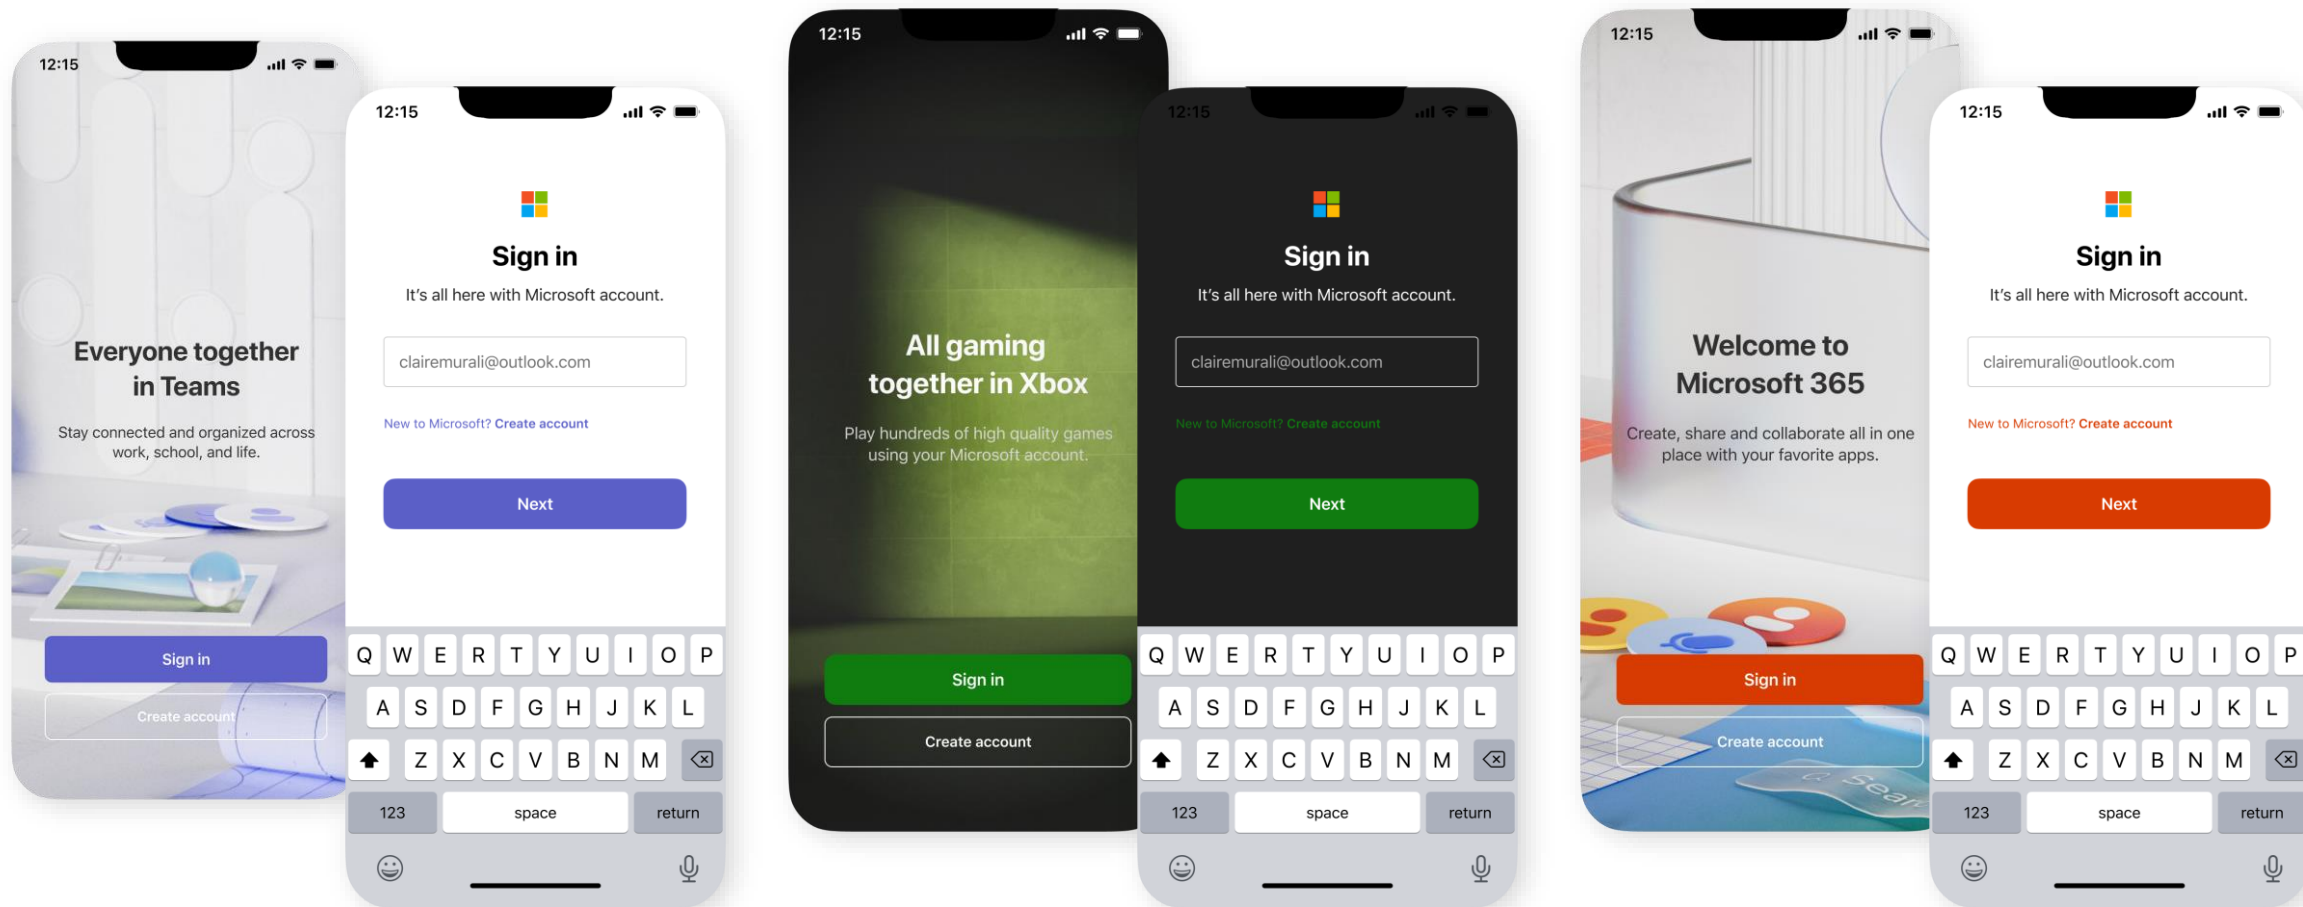 12:15
Everyone together
in Teams
Stay connected and organized across
work, school, and life.
Sign in
Create account
12:15
Sign in
It's all here with Microsoft account.
clairemurali@outlook.com
New to Microsoft? Create account
Next
Q W E R T Y U I O P
A S D F G H J K L
Z X C V B N M
123 space return
12:15
All gaming
together in Xbox
Play hundreds of high quality games
using your Microsoft account.
Sign in
Create account
12:15
Sign in
It's all here with Microsoft account.
clairemurali@outlook.com
New to Microsoft? Create account
Next
Q W E R T Y U I O P
A S D F G H J K L
Z X C V B N M
123 space return
12:15
Welcome to
Microsoft 365
Create, share and collaborate all in one
place with your favorite apps.
Sign in
Create account
12:15
Sign in
It's all here with Microsoft account.
clairemurali@outlook.com
New to Microsoft? Create account
Next
Q W E R T Y U I O P
A S D F G H J K L
Z X C V B N M
123 space return